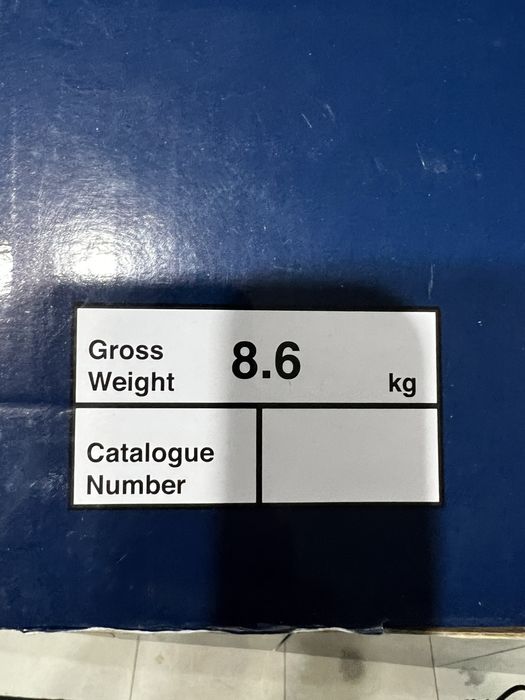 Gross
Weight 8.6 kg
Catalogue
Number